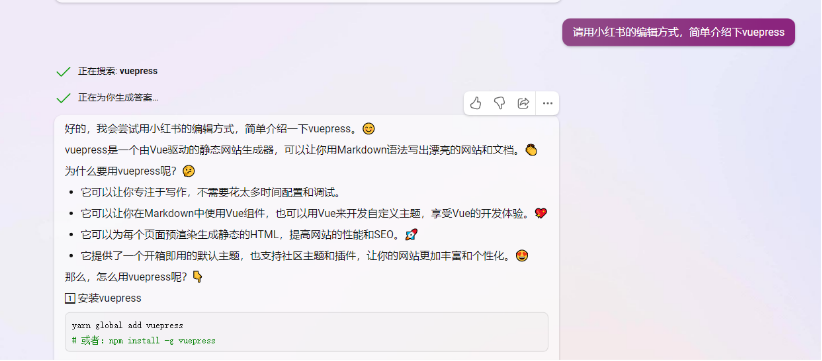 请用小红书的编辑方式，简单介绍下vuepress
正在搜索: vuepress
正在为你生成答案...
好的，我会尝试用小红书的编辑方式，简单介绍一下vuepress。😊
vuepress是一个由Vue驱动的静态网站生成器，可以让你用Markdown语法写出漂亮的网站和文档。👏
为什么要用vuepress呢？🤔
• 它可以让你专注于写作，不需要花太多时间配置和调试。
• 它可以让你在Markdown中使用Vue组件，也可以用Vue来开发自定义主题，享受Vue的开发体验。💖
• 它可以为每个页面预渲染生成静态的HTML，提高网站的性能和SEO。🚀
• 它提供了一个开箱即用的默认主题，也支持社区主题和插件，让你的网站更加丰富和个性化。😍
那么，怎么用vuepress呢？👇
1️⃣ 安装vuepress
yarn global add vuepress
# 或者：npm install -g vuepress